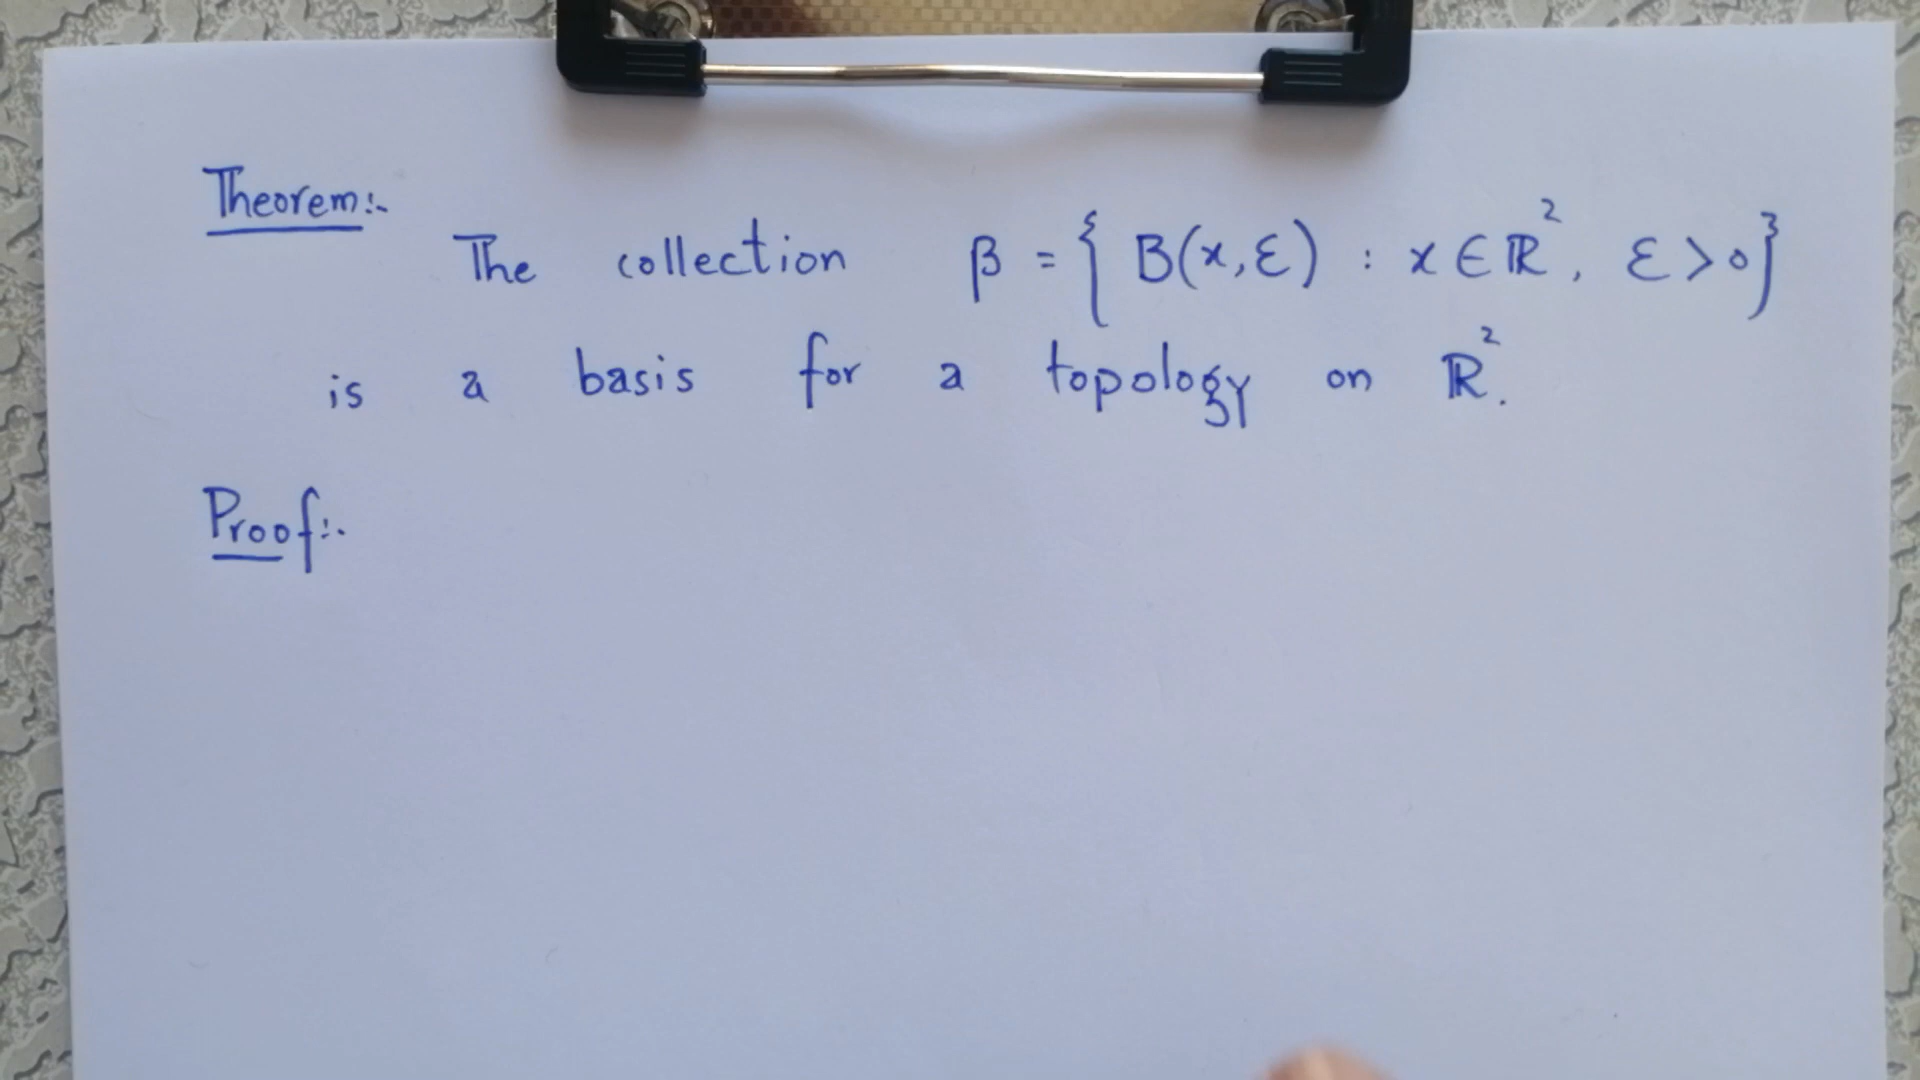 Theorem:-
The collection β = { B(x,ε) : x ∈ ℝ², ε > 0 }
is a basis for a topology on ℝ².
Proof:-